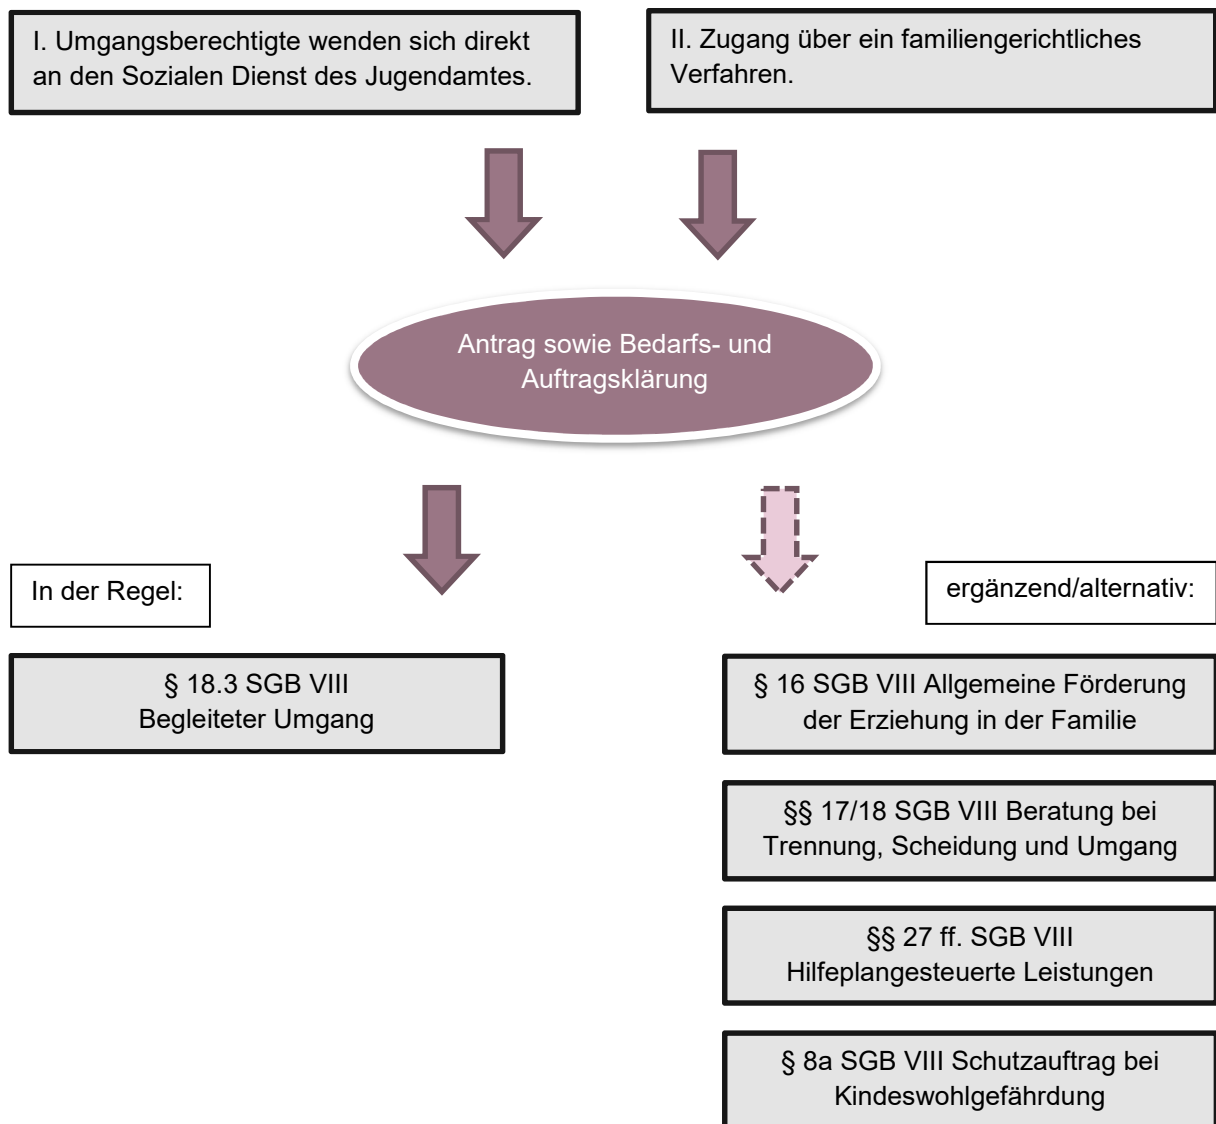 I. Umgangsberechtigte wenden sich direkt
an den Sozialen Dienst des Jugendamtes.
II. Zugang über ein familiengerichtliches
Verfahren.
Antrag sowie Bedarfs- und
Auftragsklärung
In der Regel:
ergänzend/alternativ:
§ 18.3 SGB VIII
Begleiteter Umgang
§ 16 SGB VIII Allgemeine Förderung
der Erziehung in der Familie
§§ 17/18 SGB VIII Beratung bei
Trennung, Scheidung und Umgang
§§ 27 ff. SGB VIII
Hilfeplangesteuerte Leistungen
§ 8a SGB VIII Schutzauftrag bei
Kindeswohlgefährdung